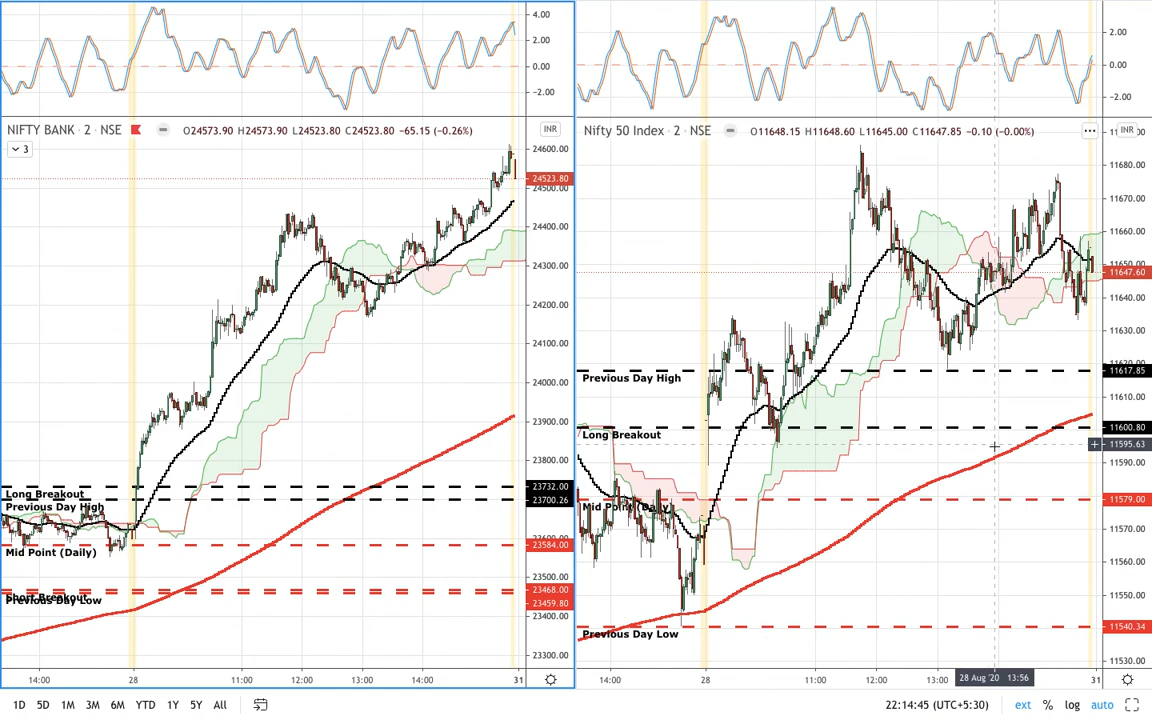 4.00
2.00
0.00
−2.00
NIFTY BANK · 2 · NSE O24573.90 H24573.90 L24523.80 C24523.80 −65.15 (−0.26%)
INR
3
24600.00
24523.80
24500.00
24400.00
24300.00
24200.00
24100.00
24000.00
23900.00
23800.00
23732.00
23700.26
23600.00
23584.00
23500.00
23468.00
23459.80
23400.00
23300.00
Long Breakout
Previous Day High
Mid Point (Daily)
Short Breakout
Previous Day Low
14:00 28 11:00 12:00 13:00 14:00 31
2.00
0.00
−2.00
Nifty 50 Index · 2 · NSE O11648.15 H11648.60 L11645.00 C11647.85 −0.10 (−0.00%)
INR
11680.00
11670.00
11660.00
11650.00
11647.60
11640.00
11630.00
11620.00
11617.85
11610.00
11600.80
11595.63
11590.00
11579.00
11570.00
11560.00
11550.00
11540.34
11530.00
Previous Day High
Long Breakout
Mid Point (Daily)
Previous Day Low
14:00 28 11:00 12:00 13:00 28 Aug '20 13:56 31
1D 5D 1M 3M 6M YTD 1Y 5Y All 22:14:45 (UTC+5:30) ext % log auto